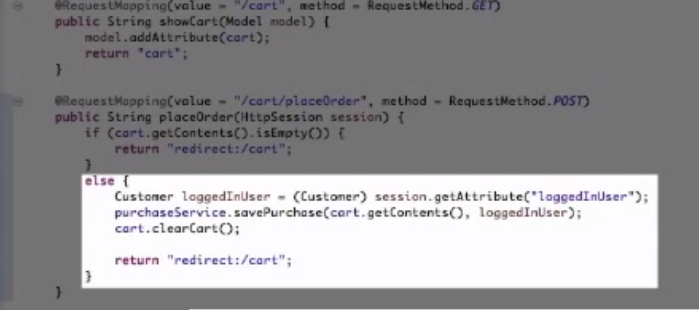 @RequestMapping(value = "/cart", method = RequestMethod.GET)
public String showCart(Model model) {
model.addAttribute(cart);
return "cart";
}
@RequestMapping(value = "/cart/placeOrder", method = RequestMethod.POST)
public String placeOrder(HttpSession session) {
if (cart.getContents().isEmpty()) {
return "redirect:/cart";
}
else {
Customer loggedInUser = (Customer) session.getAttribute("loggedInUser");
purchaseService.savePurchase(cart.getContents(), loggedInUser);
cart.clearCart();
return "redirect:/cart";
}
}